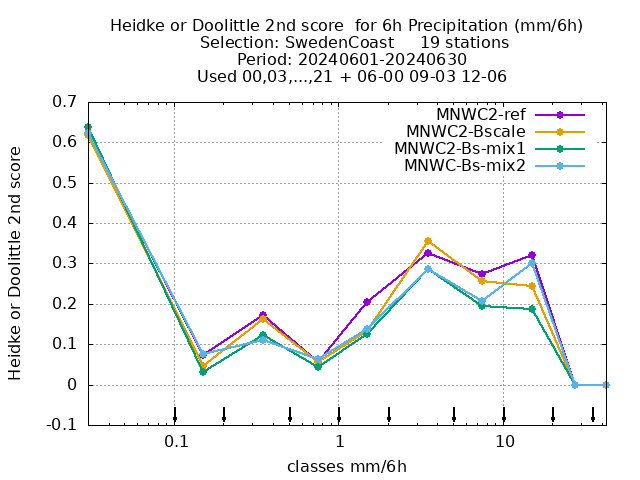 Heidke or Doolittle 2nd score  for 6h Precipitation (mm/6h)
Selection: SwedenCoast     19 stations
Period: 20240601-20240630
Used 00,03,...,21 + 06-00 09-03 12-06
MNWC2-ref
MNWC2-Bscale
MNWC2-Bs-mix1
MNWC-Bs-mix2
Heidke or Doolittle 2nd score
0.7
0.6
0.5
0.4
0.3
0.2
0.1
0
-0.1
0.1
1
10
classes mm/6h